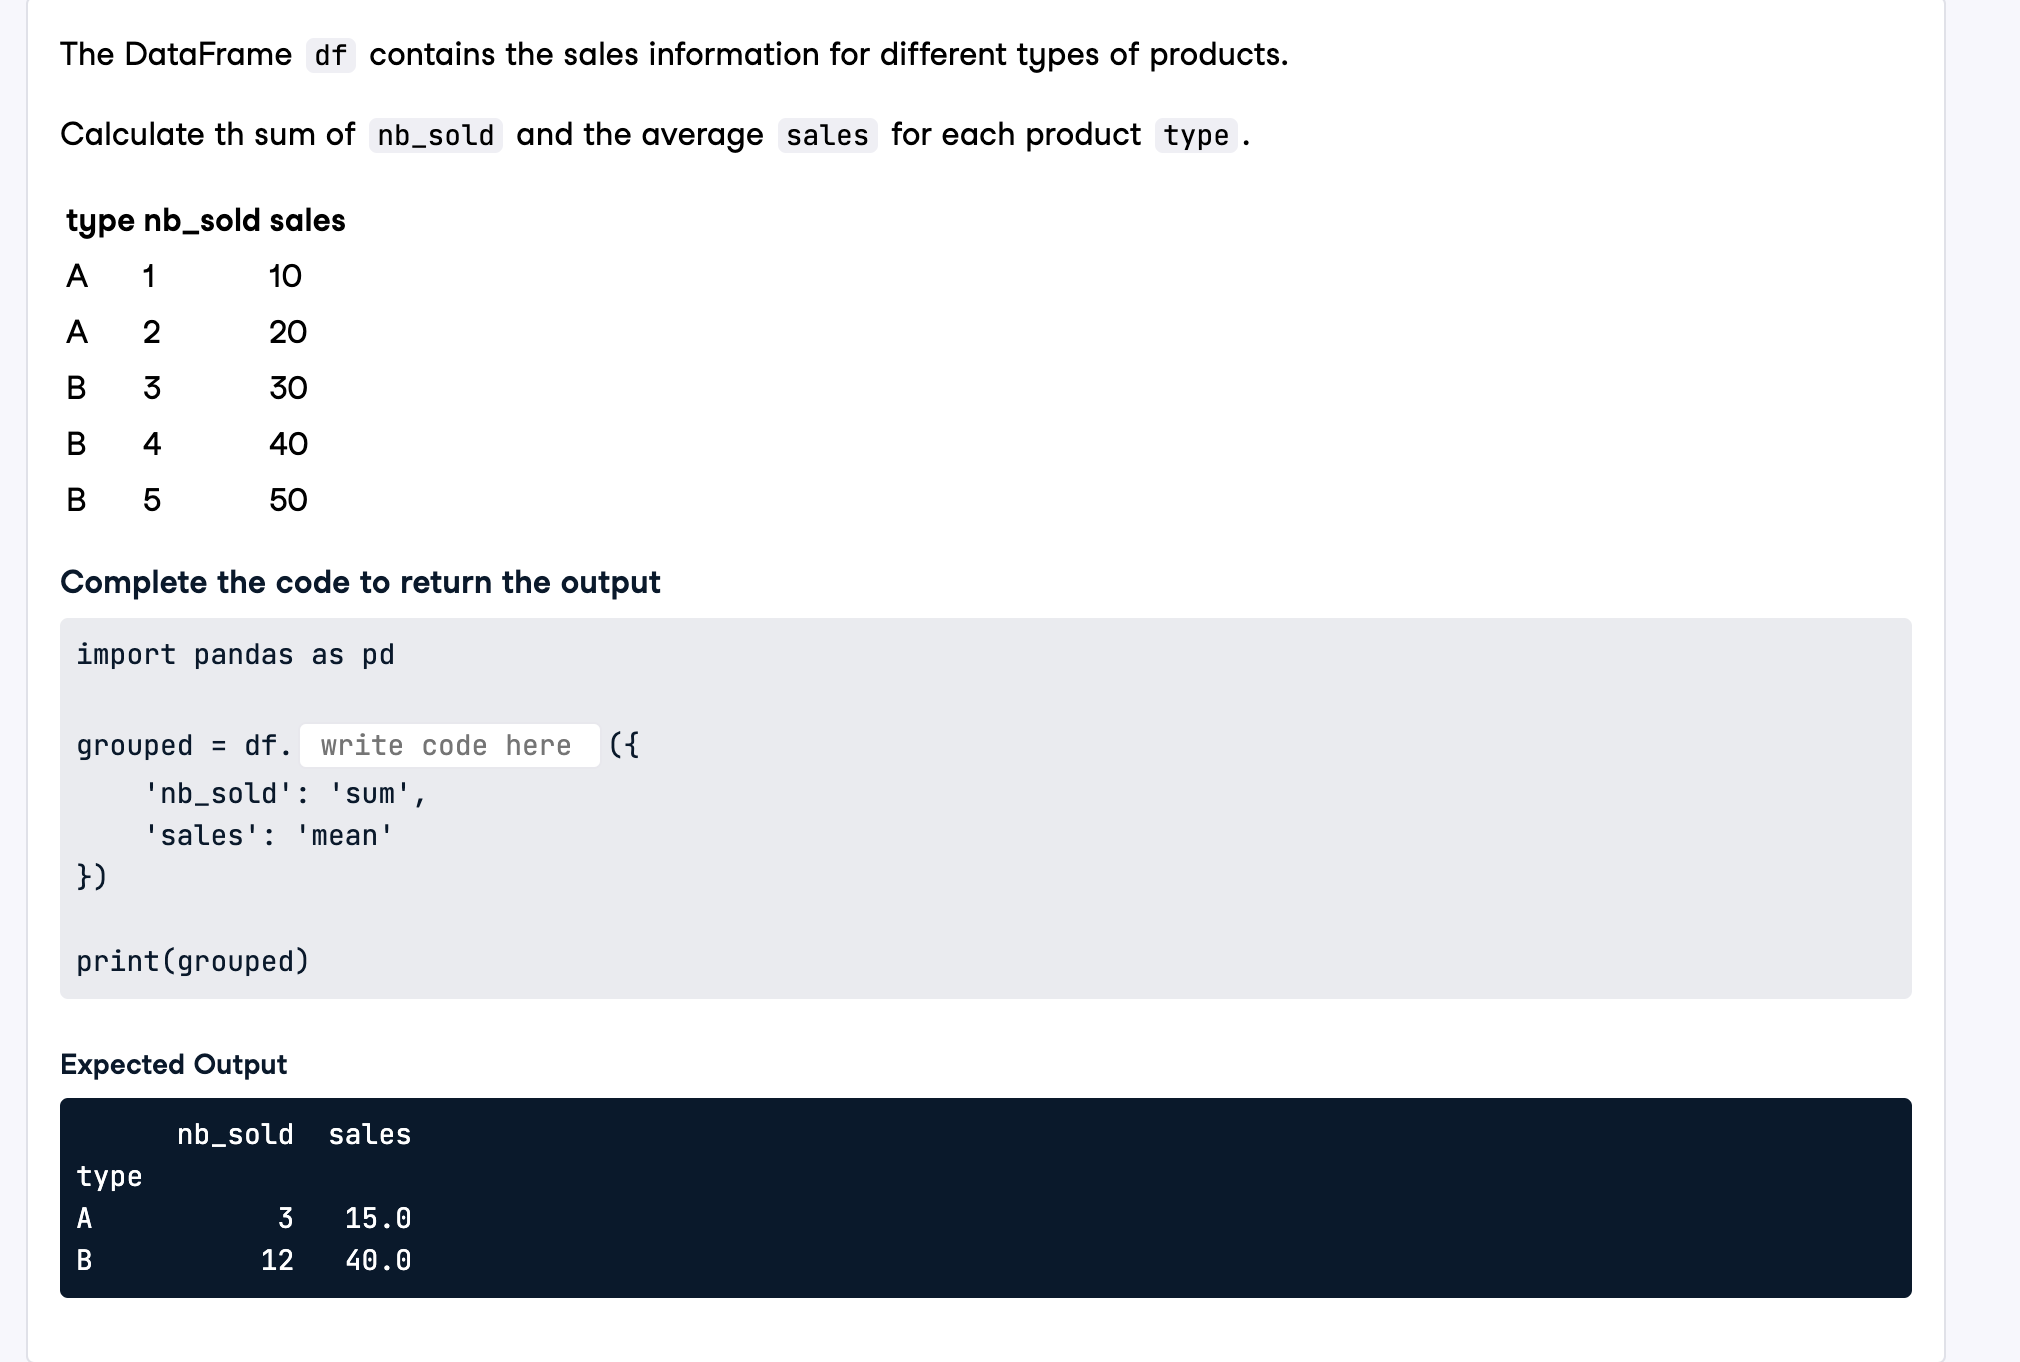 The DataFrame df contains the sales information for different types of products.
Calculate th sum of nb_sold and the average sales for each product type.
type nb_sold sales
A 1 10
A 2 20
B 3 30
B 4 40
B 5 50
Complete the code to return the output
import pandas as pd
grouped = df. write code here ({
    'nb_sold': 'sum',
    'sales': 'mean'
})
print(grouped)
Expected Output
      nb_sold  sales
type
A           3   15.0
B          12   40.0